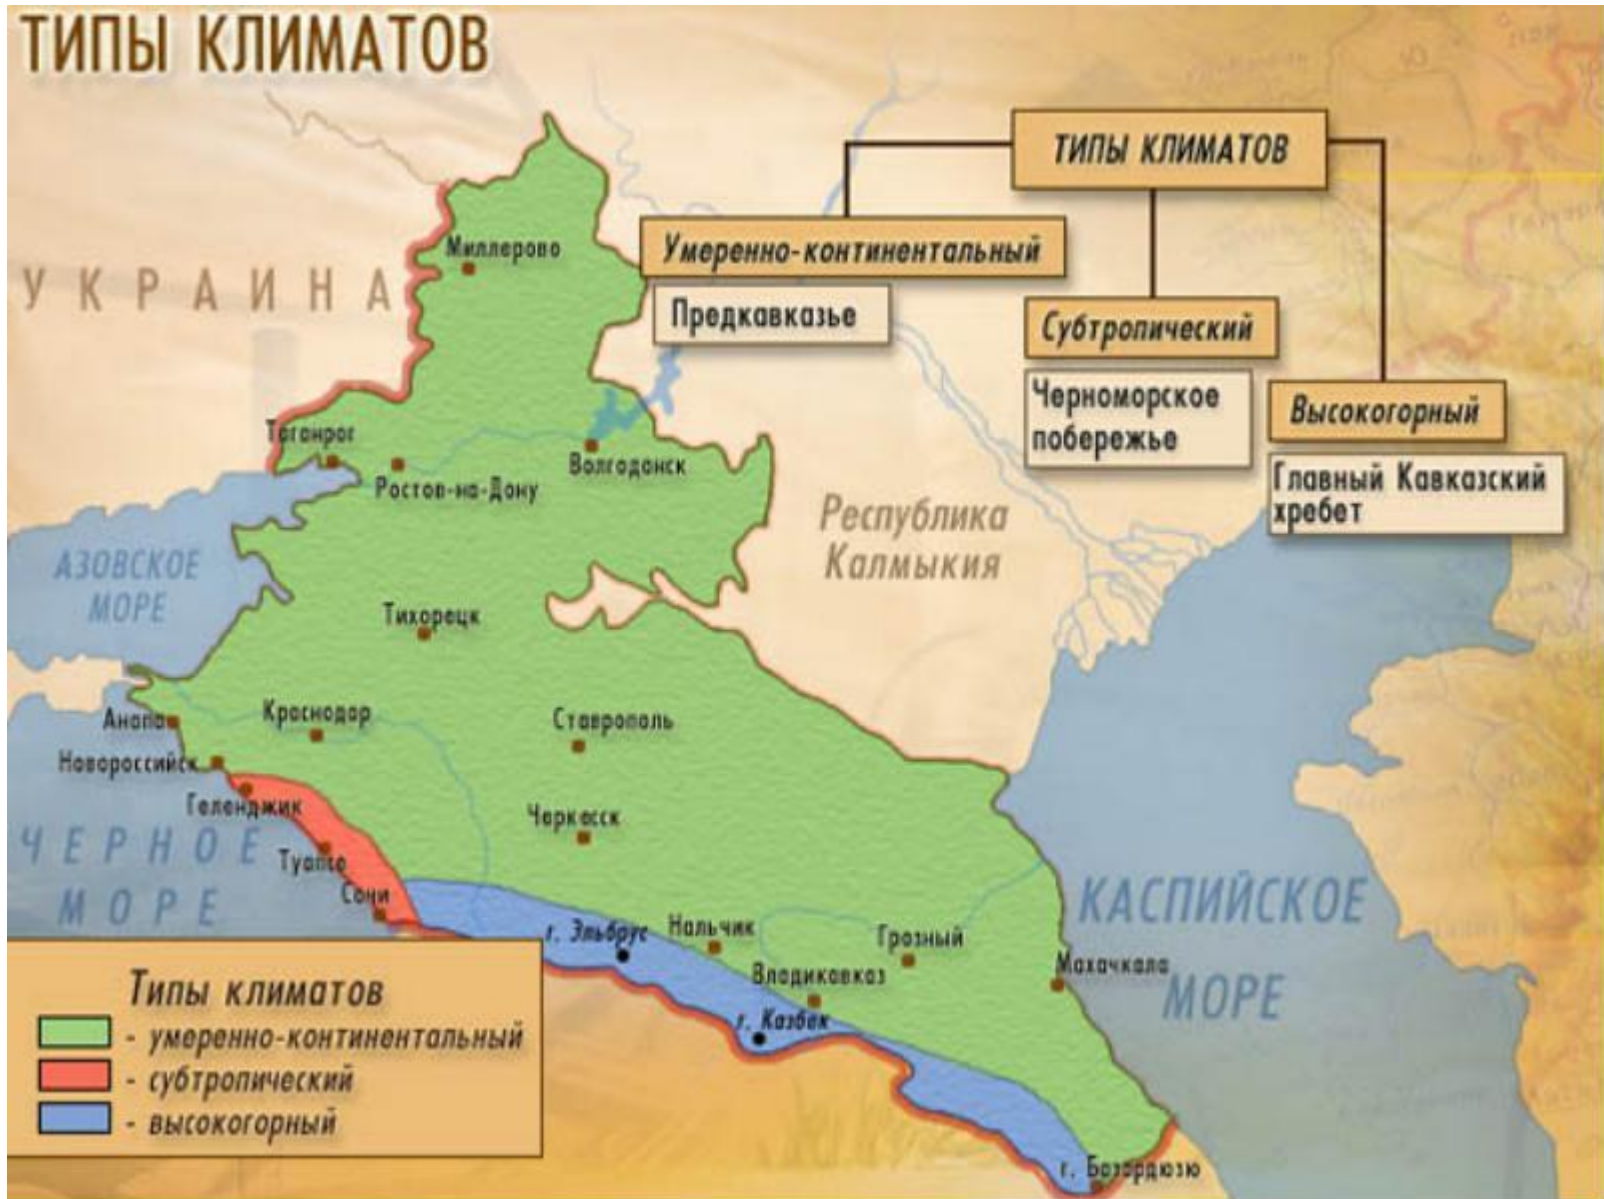 ТИПЫ КЛИМАТОВ
ТИПЫ КЛИМАТОВ
Умеренно-континентальный
Предкавказье
Субтропический
Черноморское
побережье
Высокогорный
Главный Кавказский
хребет
УКРАИНА
Миллерово
Таганрог
Ростов-на-Дону
Волгодонск
Республика
Калмыкия
АЗОВСКОЕ
МОРЕ
Тихорецк
Анапа
Краснодар
Ставрополь
Новороссийск
Геленджик
Черкесск
ЧЕРНОЕ
МОРЕ
Туапсе
Сочи
г. Эльбрус
Нальчик
Грозный
Владикавказ
Махачкала
г. Казбек
КАСПИЙСКОЕ
МОРЕ
г. Базардюзю
Типы климатов
- умеренно-континентальный
- субтропический
- высокогорный